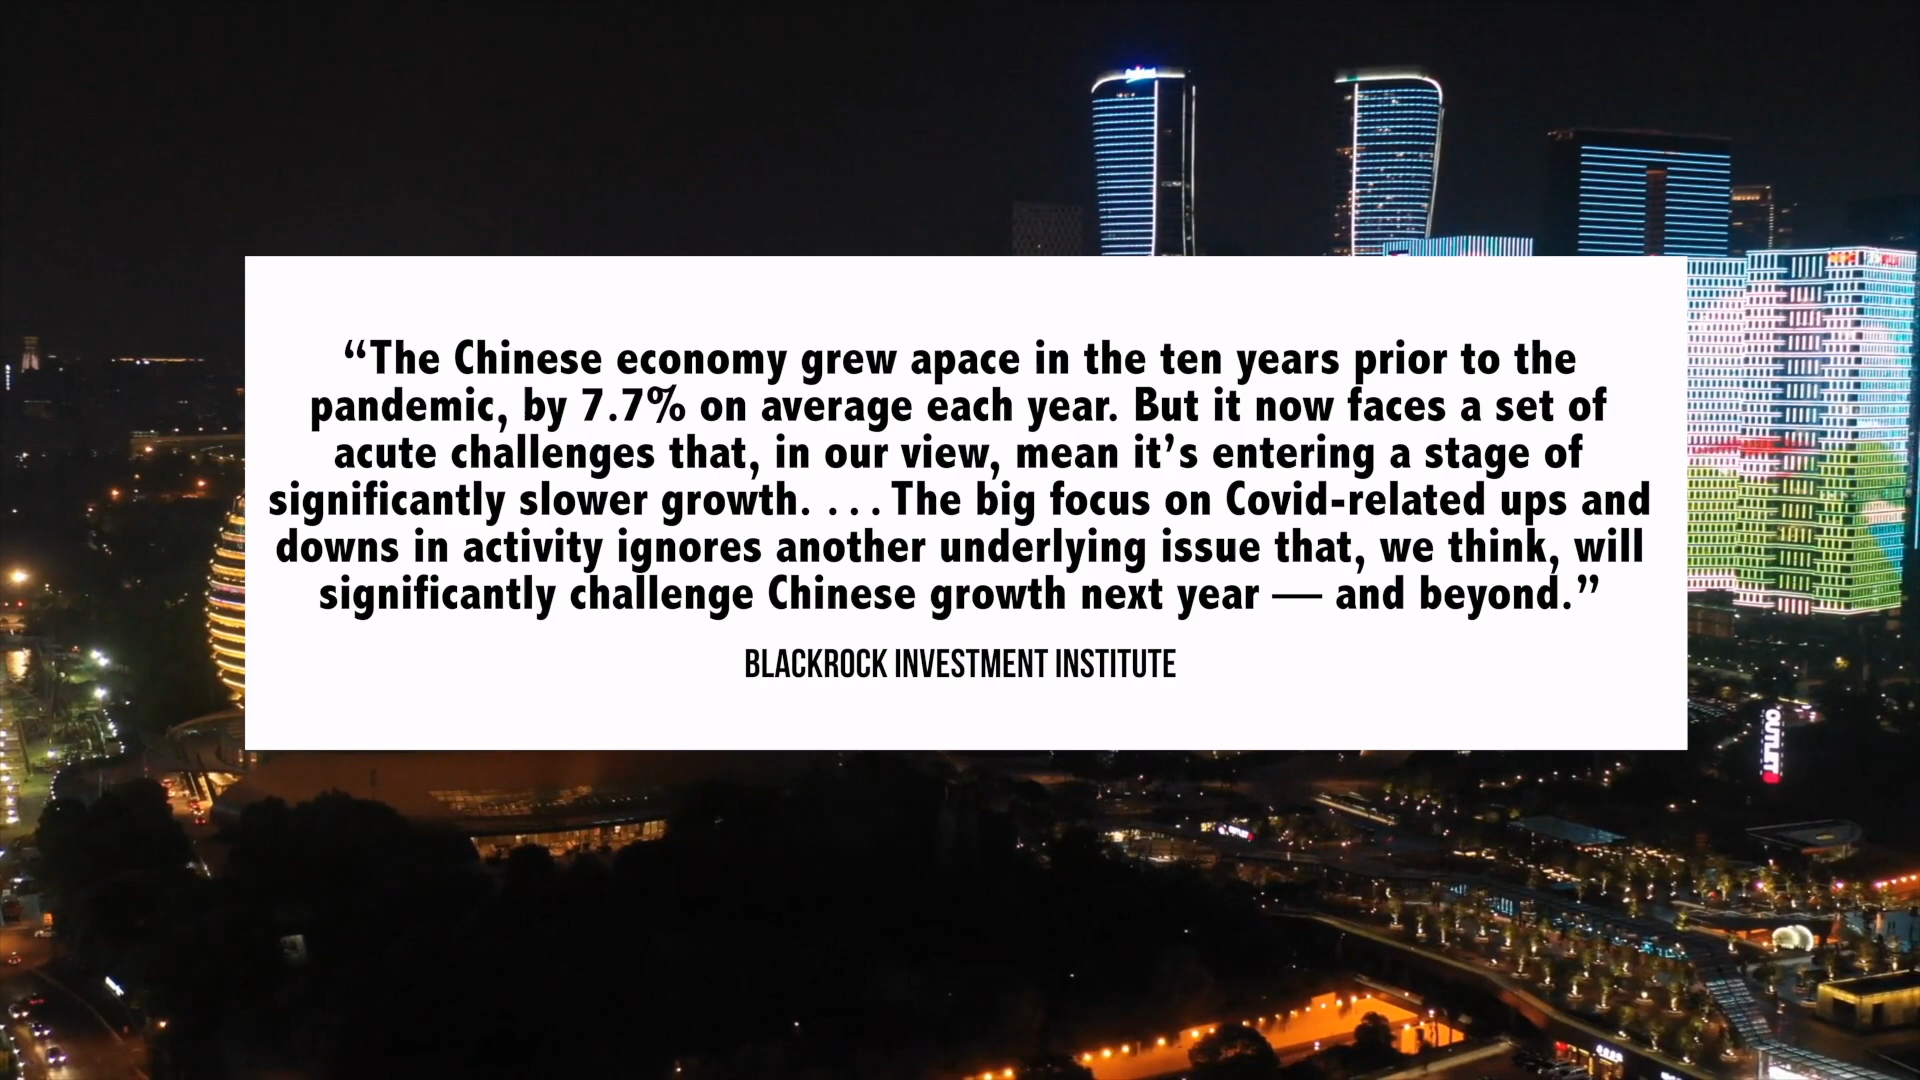 “The Chinese economy grew apace in the ten years prior to the
pandemic, by 7.7% on average each year. But it now faces a set of
acute challenges that, in our view, mean it’s entering a stage of
significantly slower growth. . . . The big focus on Covid-related ups and
downs in activity ignores another underlying issue that, we think, will
significantly challenge Chinese growth next year — and beyond.”
BLACKROCK INVESTMENT INSTITUTE
OUTLET
OUTLET